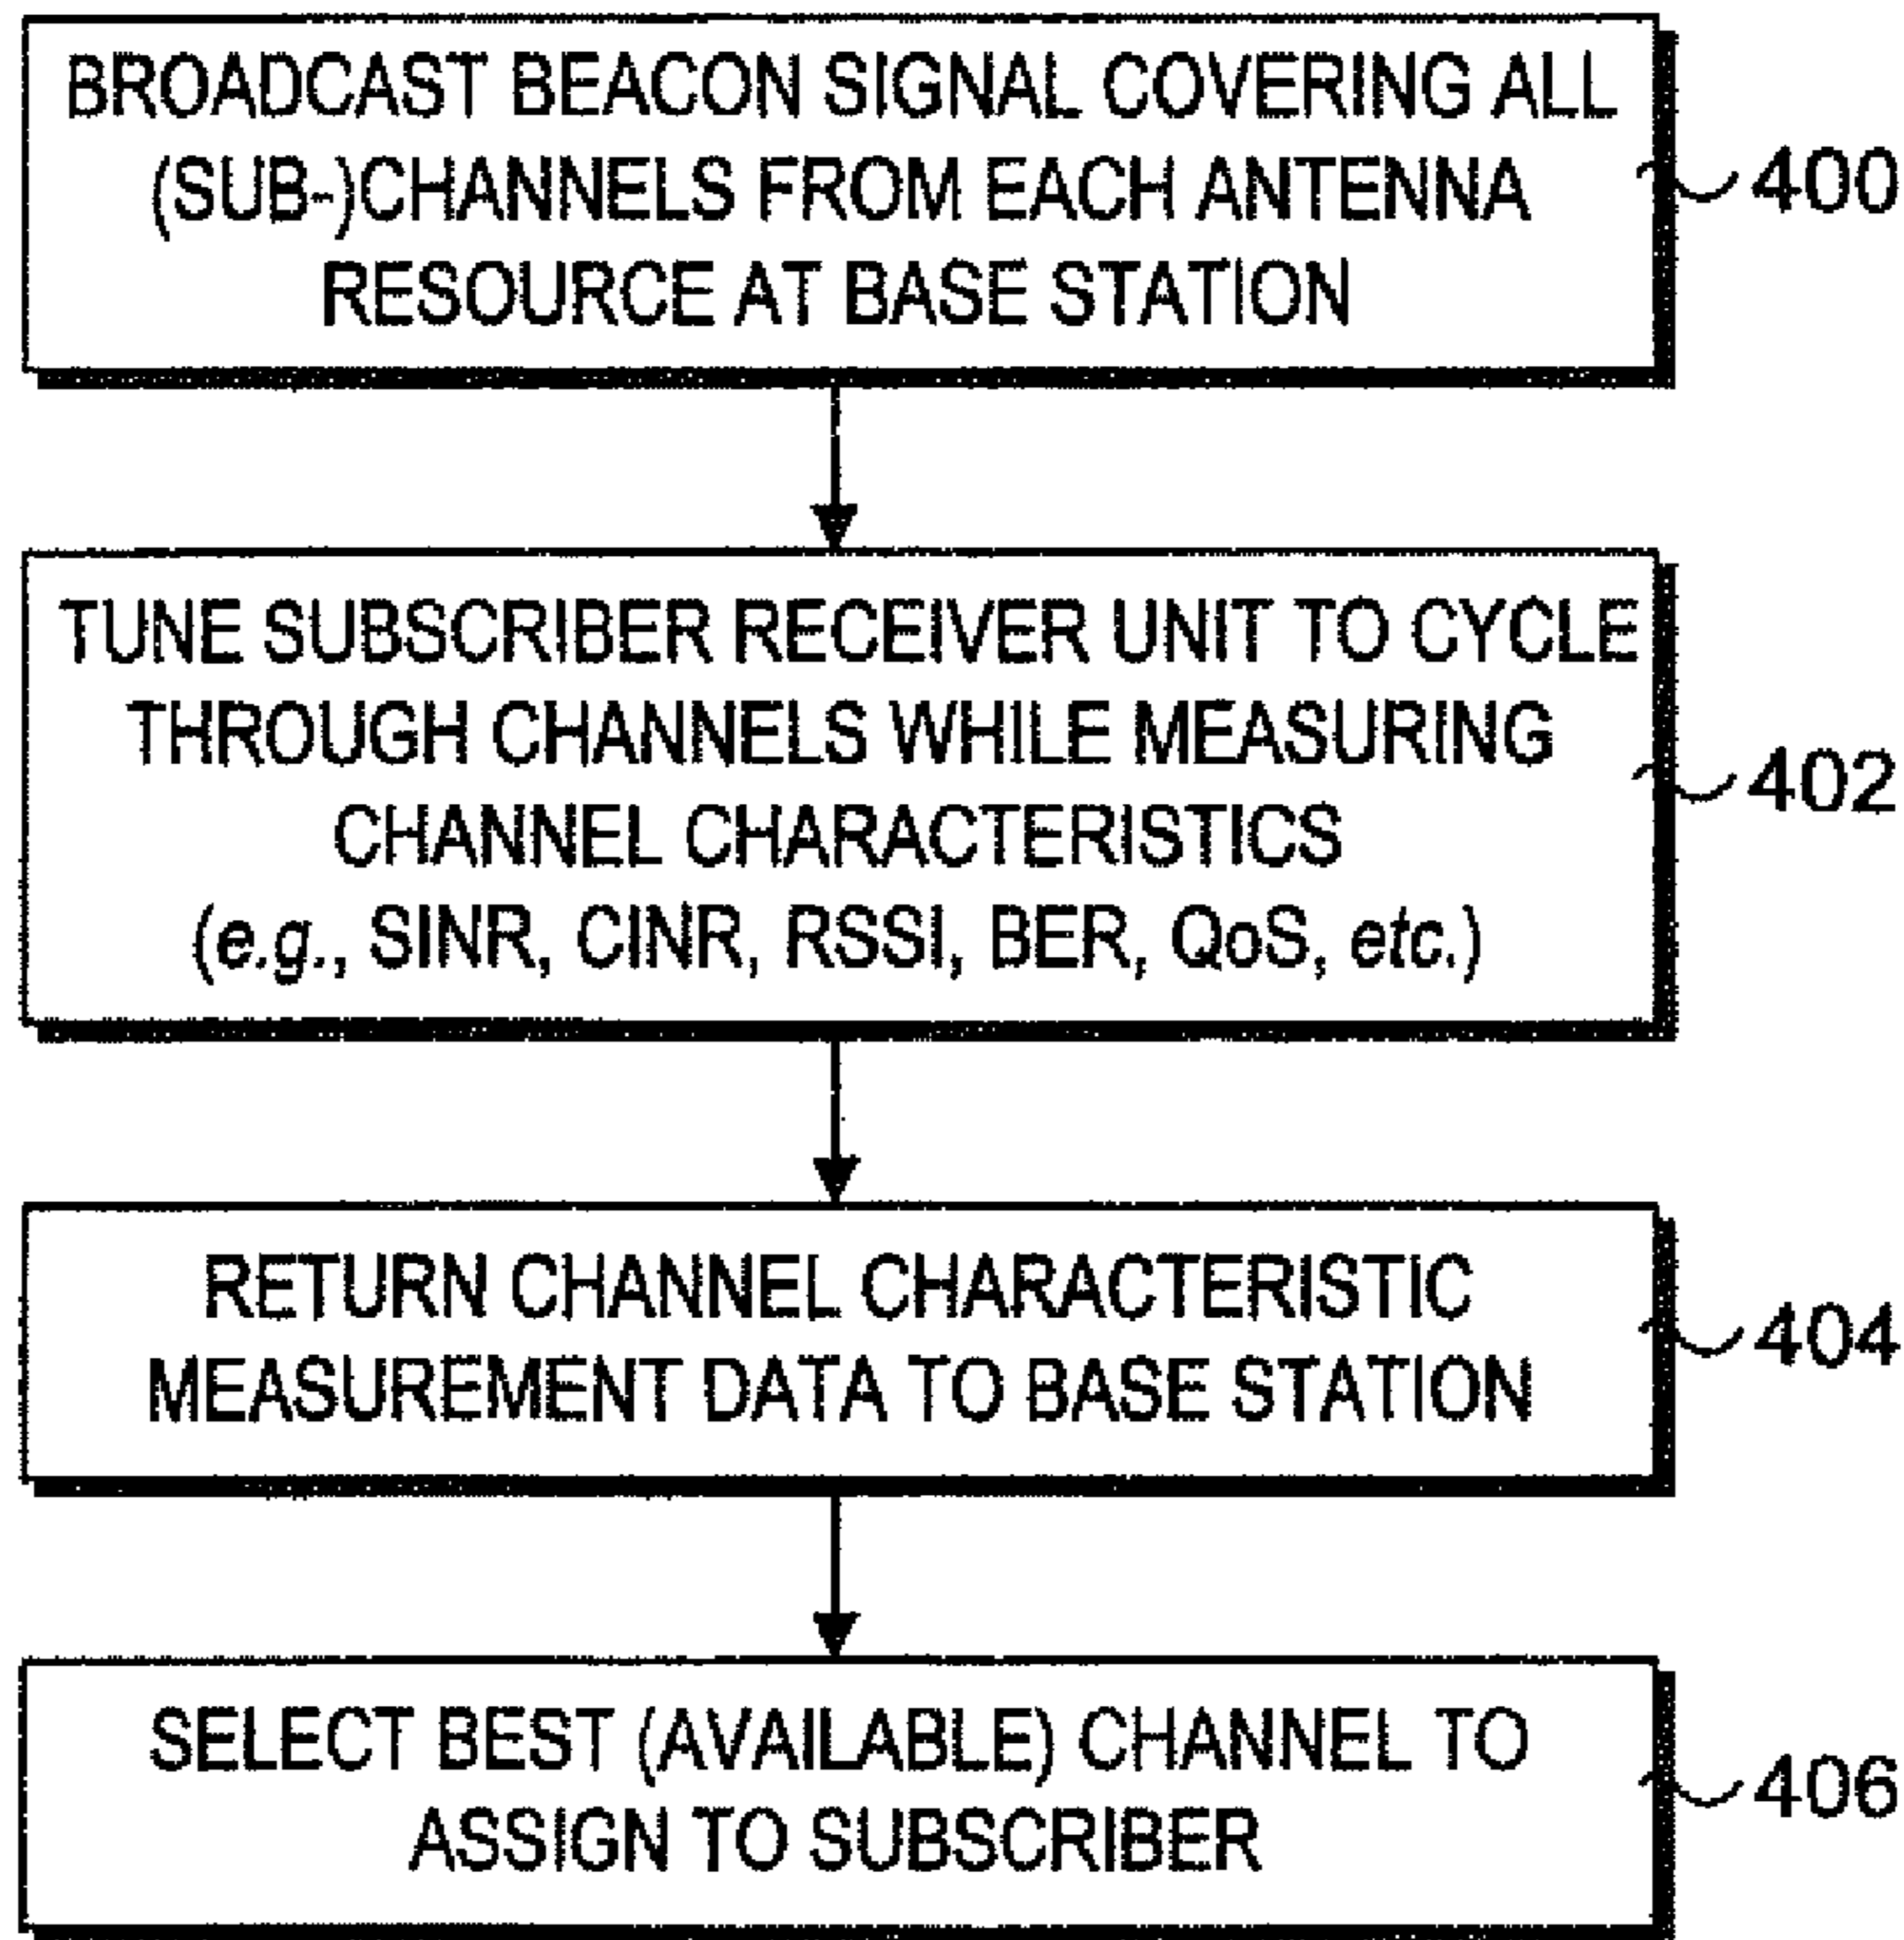 BROADCAST BEACON SIGNAL COVERING ALL
(SUB-)CHANNELS FROM EACH ANTENNA
RESOURCE AT BASE STATION
400
TUNE SUBSCRIBER RECEIVER UNIT TO CYCLE
THROUGH CHANNELS WHILE MEASURING
CHANNEL CHARACTERISTICS
(e.g., SINR, CINR, RSSI, BER, QoS, etc.)
402
RETURN CHANNEL CHARACTERISTIC
MEASUREMENT DATA TO BASE STATION
404
SELECT BEST (AVAILABLE) CHANNEL TO
ASSIGN TO SUBSCRIBER
406